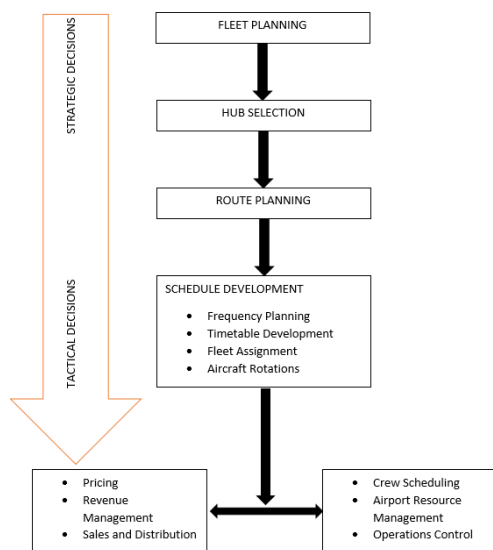 FLEET PLANNING
STRATEGIC DECISIONS
HUB SELECTION
ROUTE PLANNING
TACTICAL DECISIONS
SCHEDULE DEVELOPMENT
• Frequency Planning
• Timetable Development
• Fleet Assignment
• Aircraft Rotations
• Pricing
• Revenue
Management
• Sales and Distribution
• Crew Scheduling
• Airport Resource
Management
• Operations Control